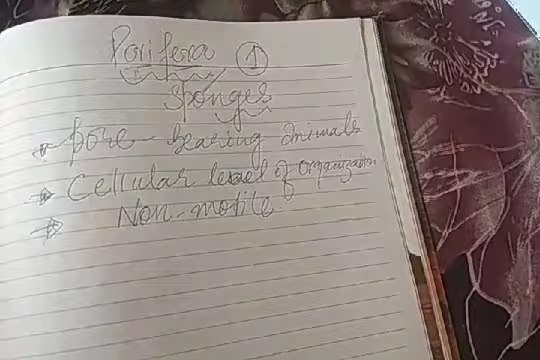 Porifera ①
Sponges
Pore-bearing animals
Cellular level of organization
Non-motile